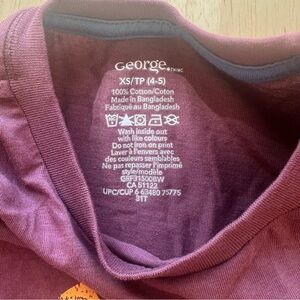 George.
XS/TP (4-5)
100% Cotton/Coton
Made in Bangladesh
Fabriqué au Bangladesh
Wash inside out
with like colours
Do not iron on print
Laver à l'envers avec
des couleurs semblables
Ne pas repasser l'imprimé
style/modèle
CA 51122
UPC/CUP 6 63480 75775
31T